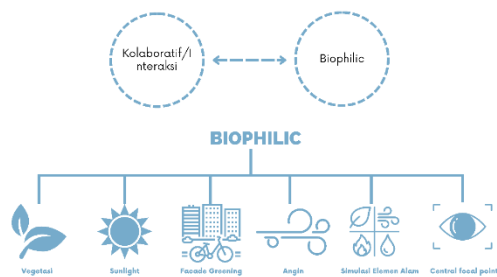 Kolaboratif/I
nteraksi
Biophilic
BIOPHILIC
Vegetasi
Sunlight
Facade Greening
Angin
Simulasi Elemen Alam
Central focal point